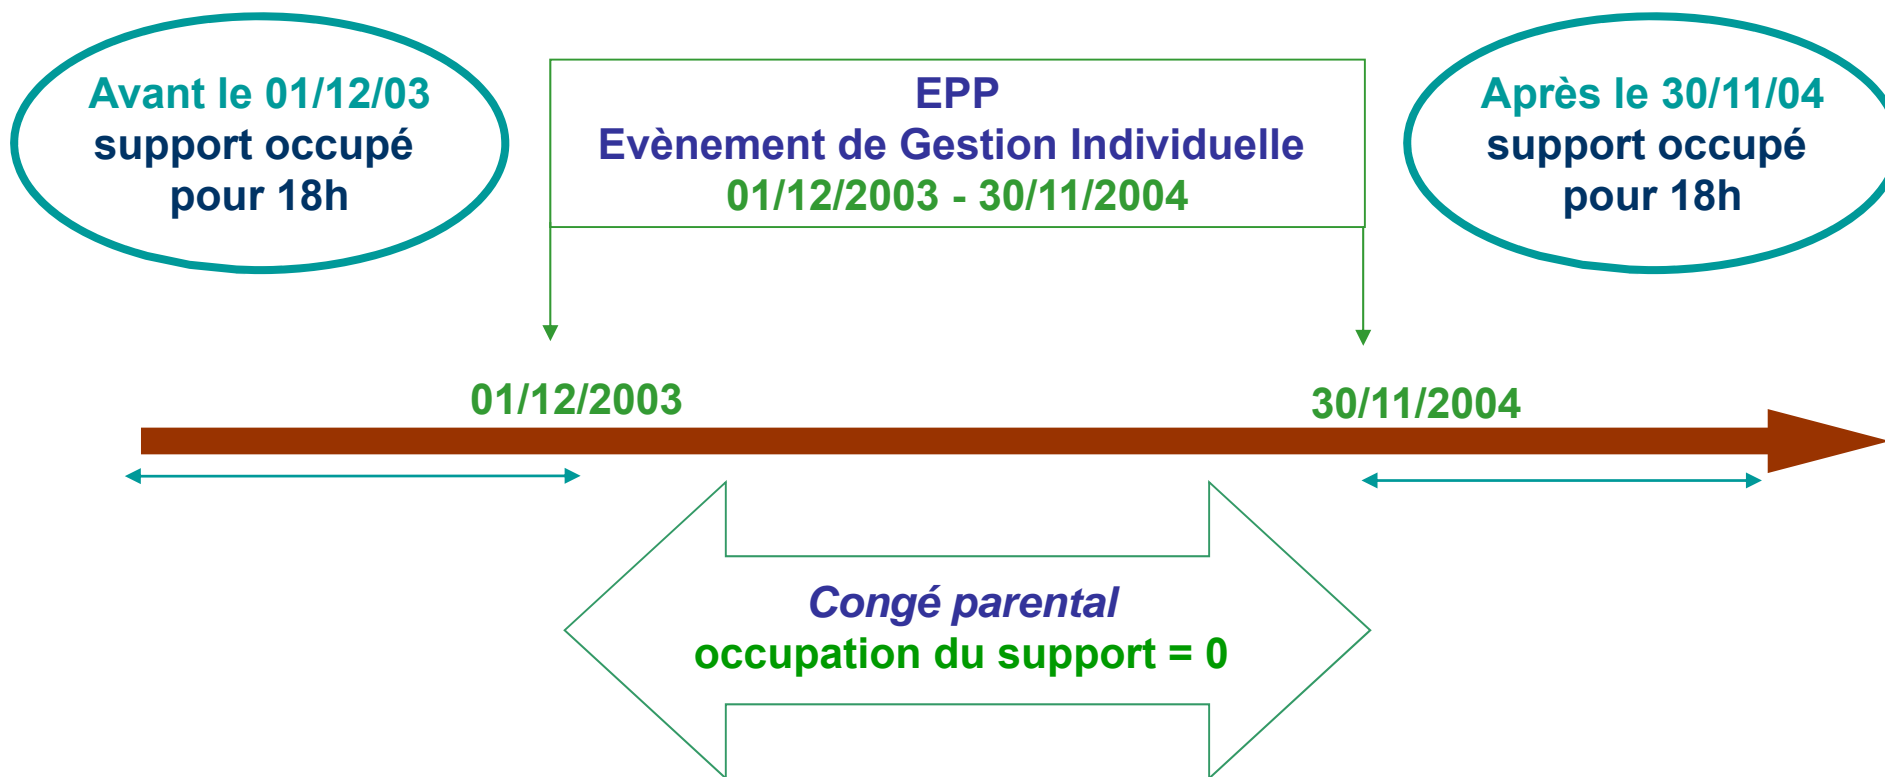 Avant le 01/12/03
support occupé
pour 18h
EPP
Evènement de Gestion Individuelle
01/12/2003 - 30/11/2004
Après le 30/11/04
support occupé
pour 18h
01/12/2003
30/11/2004
Congé parental
occupation du support = 0